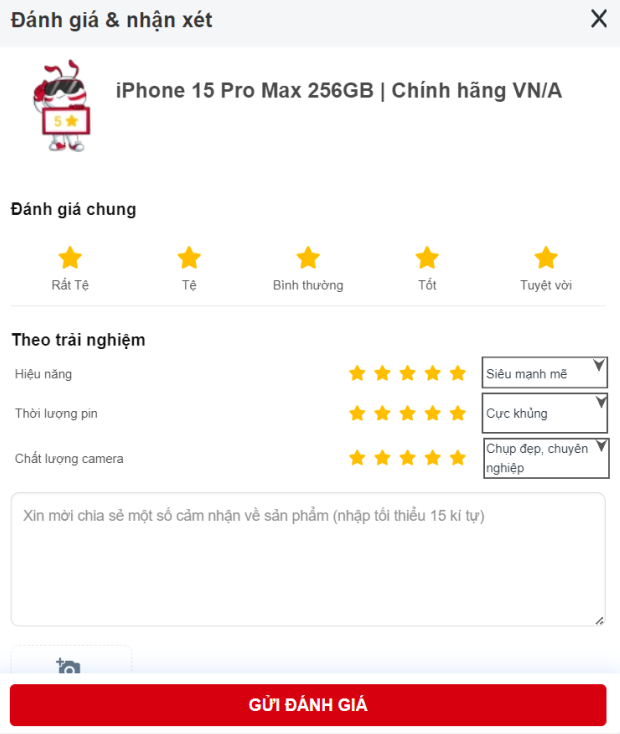 Đánh giá & nhận xét
iPhone 15 Pro Max 256GB | Chính hãng VN/A
5
Đánh giá chung
Rất Tệ
Tệ
Bình thường
Tốt
Tuyệt vời
Theo trải nghiệm
Hiệu năng
Siêu mạnh mẽ
Thời lượng pin
Cực khủng
Chất lượng camera
Chụp đẹp, chuyên
nghiệp
Xin mời chia sẻ một số cảm nhận về sản phẩm (nhập tối thiểu 15 kí tự)
GỬI ĐÁNH GIÁ